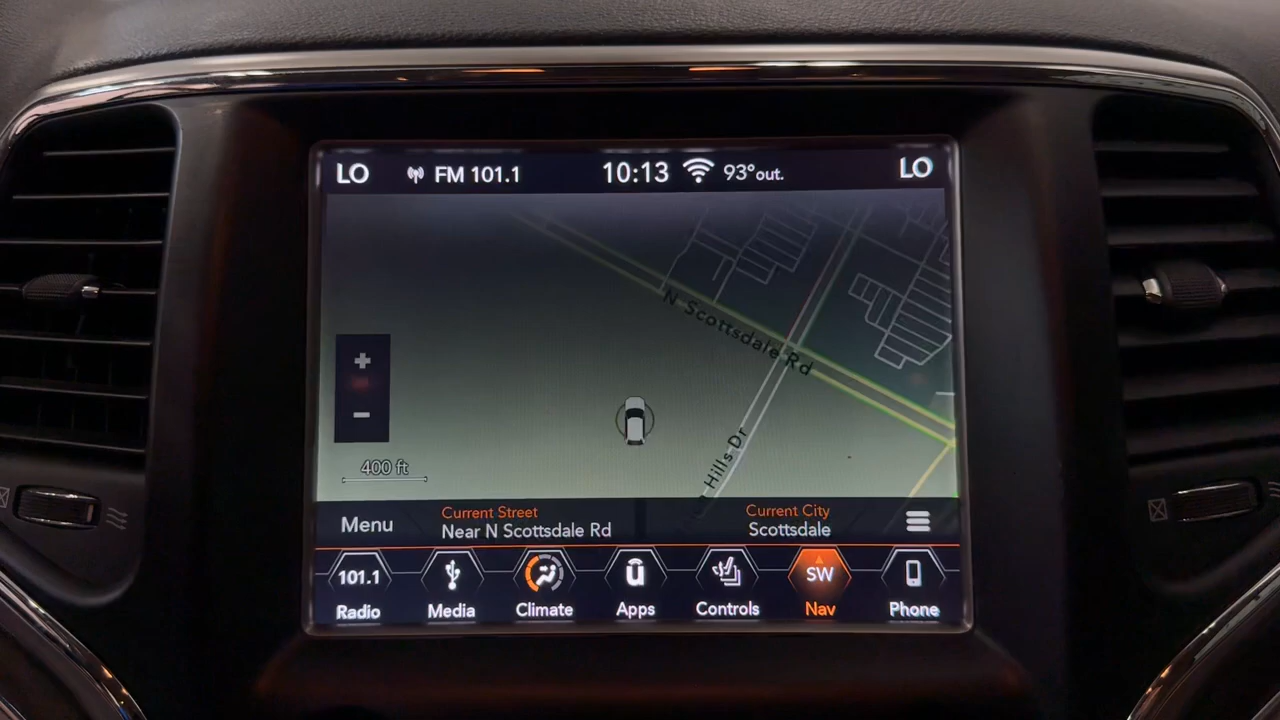 LO FM 101.1 10:13 93°out. LO
N Scottsdale Rd
Hills Dr
+
−
400 ft
Menu
Current Street
Near N Scottsdale Rd
Current City
Scottsdale
101.1
SW
Radio Media Climate Apps Controls Nav Phone